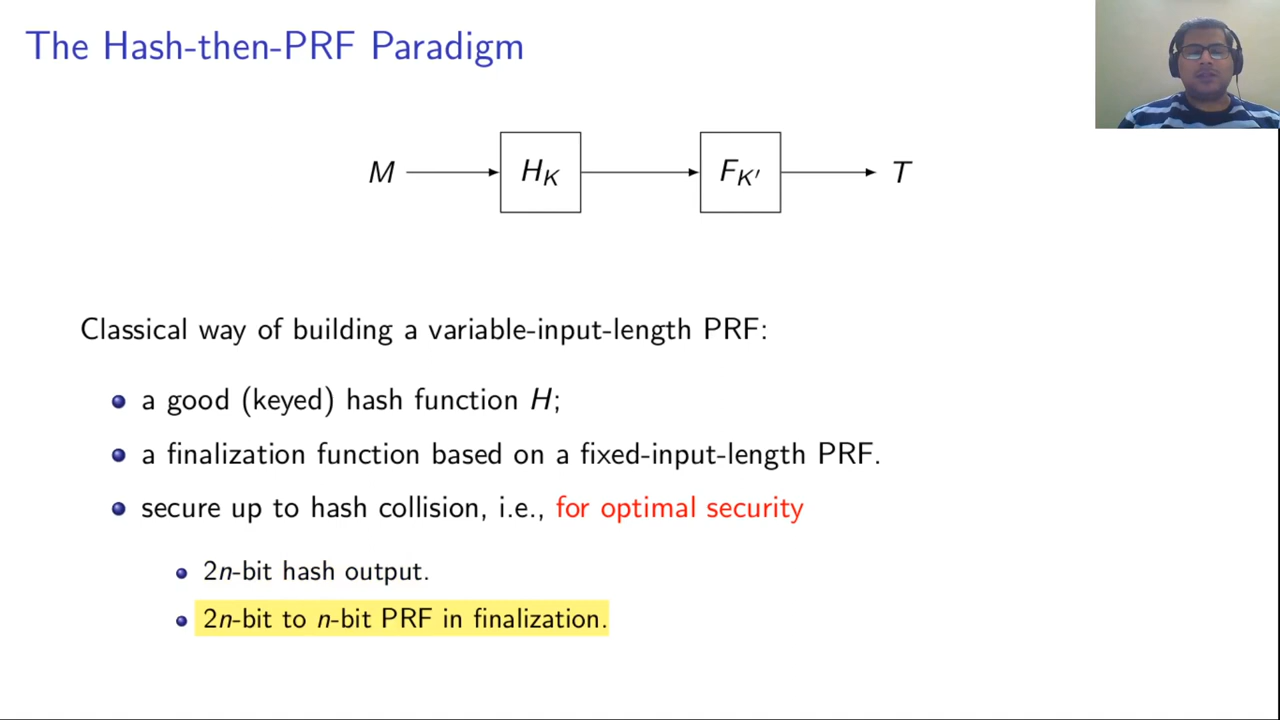 The Hash-then-PRF Paradigm
M H_K F_K′ T
Classical way of building a variable-input-length PRF:
a good (keyed) hash function H;
a finalization function based on a fixed-input-length PRF.
secure up to hash collision, i.e., for optimal security
2n-bit hash output.
2n-bit to n-bit PRF in finalization.